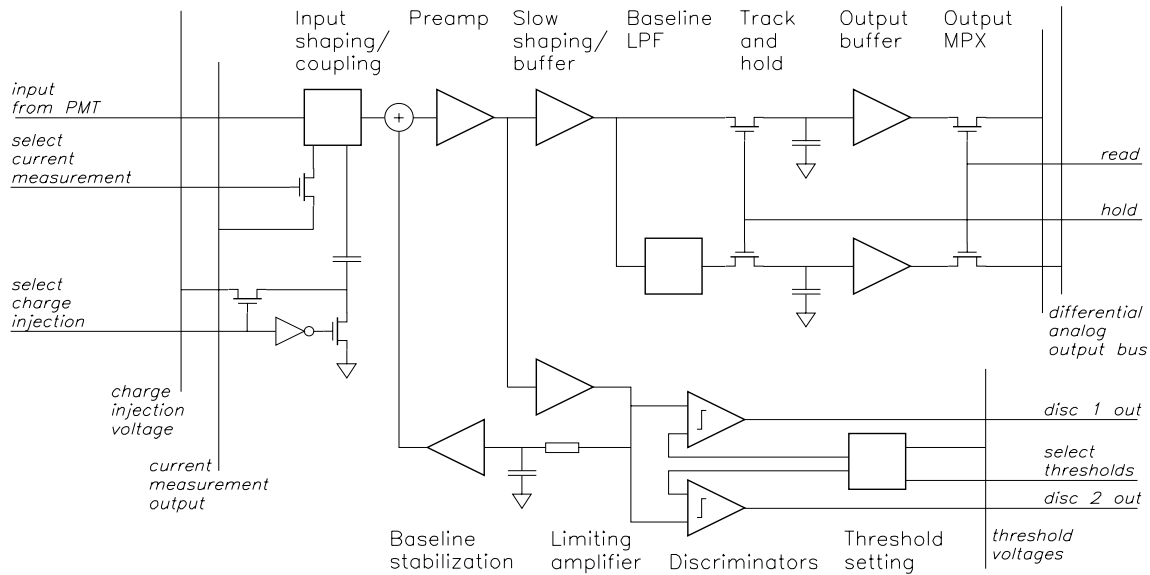 Input
shaping/
coupling
Preamp
Slow
shaping/
buffer
Baseline
LPF
Track
and
hold
Output
buffer
Output
MPX
input
from PMT
select
current
measurement
+
read
hold
select
charge
injection
differential
analog
output bus
charge
injection
voltage
current
measurement
output
disc 1 out
select
thresholds
disc 2 out
Baseline
stabilization
Limiting
amplifier
Discriminators
Threshold
setting
threshold
voltages